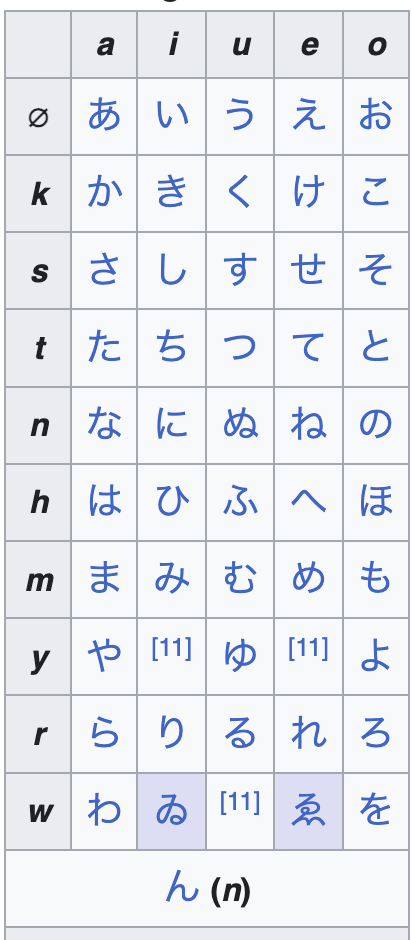 a i u e o
∅ あ い う え お
k か き く け こ
s さ し す せ そ
t た ち つ て と
n な に ぬ ね の
h は ひ ふ へ ほ
m ま み む め も
y や [11] ゆ [11] よ
r ら り る れ ろ
w わ ゐ [11] ゑ を
ん (n)